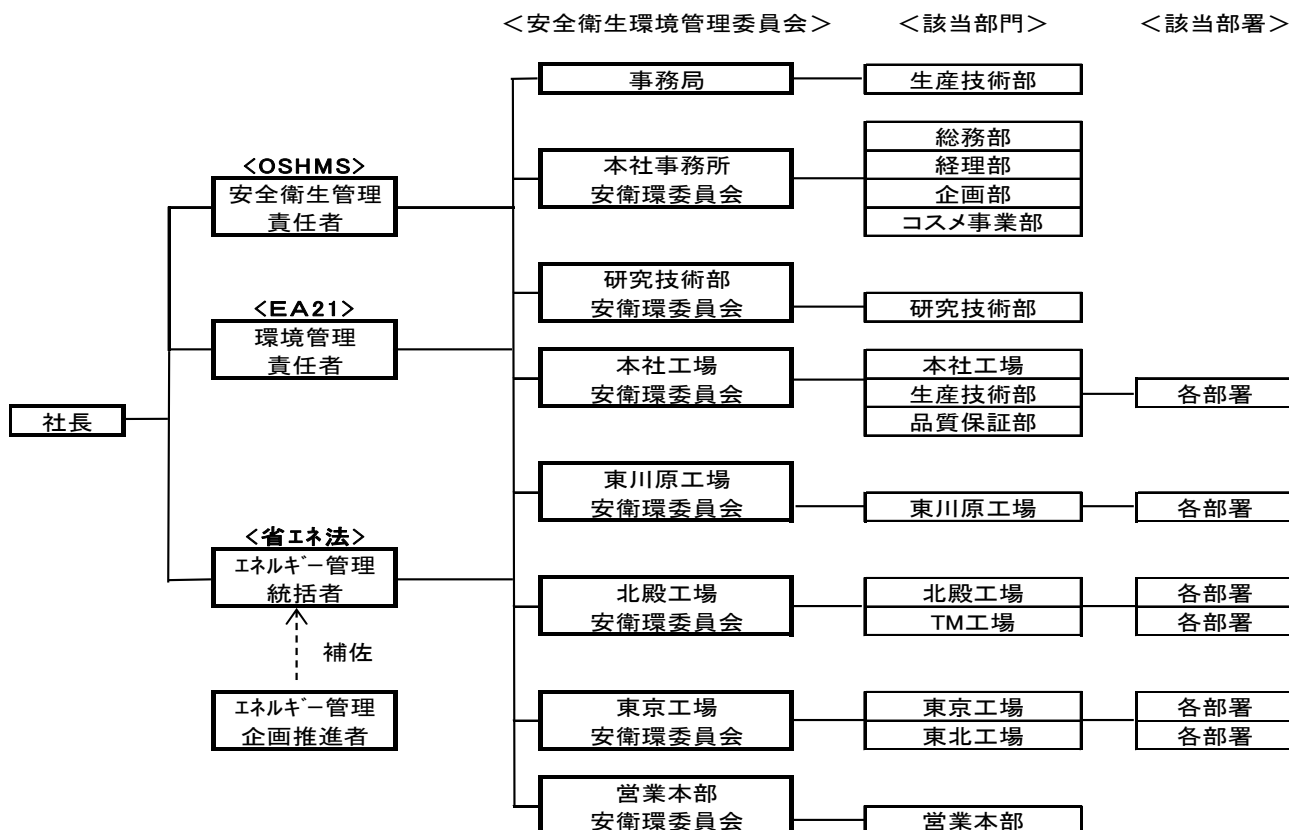 ＜安全衛生環境管理委員会＞ ＜該当部門＞ ＜該当部署＞
事務局
生産技術部
総務部
経理部
企画部
コスメ事業部
＜OSHMS＞
安全衛生管理
責任者
本社事務所
安衛環委員会
研究技術部
安衛環委員会
研究技術部
＜EA21＞
環境管理
責任者
本社工場
安衛環委員会
本社工場
生産技術部
品質保証部
各部署
社長
東川原工場
安衛環委員会
東川原工場
各部署
＜省エネ法＞
エネルギー管理
統括者
補佐
エネルギー管理
企画推進者
北殿工場
安衛環委員会
北殿工場
TM工場
各部署
各部署
東京工場
安衛環委員会
東京工場
東北工場
各部署
各部署
営業本部
安衛環委員会
営業本部